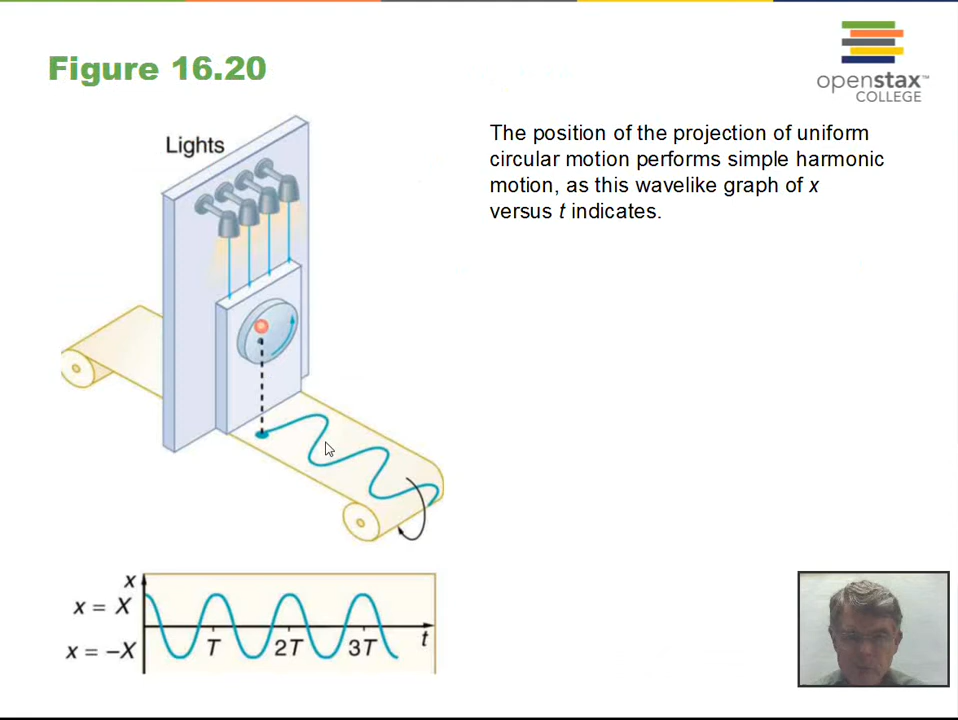 Figure 16.20
openstax™
COLLEGE
Lights
The position of the projection of uniform
circular motion performs simple harmonic
motion, as this wavelike graph of x
versus t indicates.
x
x = X
x = –X
T
2T
3T
t